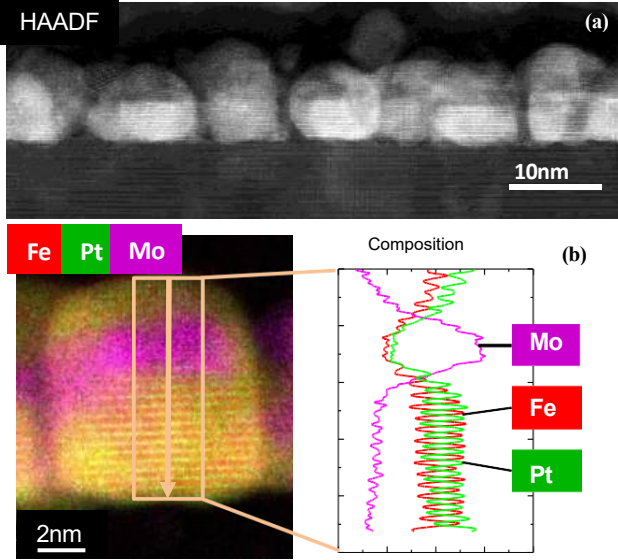 HAADF
(a)
10nm
Fe Pt Mo
Composition
(b)
Mo
Fe
Pt
2nm